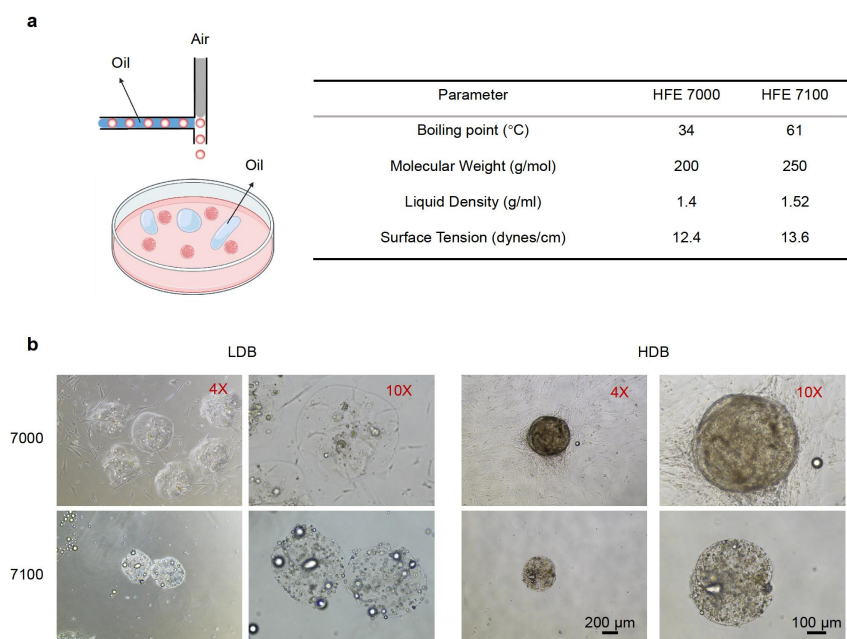 a
Air
Oil
Oil
Parameter HFE 7000 HFE 7100
Boiling point (°C) 34 61
Molecular Weight (g/mol) 200 250
Liquid Density (g/ml) 1.4 1.52
Surface Tension (dynes/cm) 12.4 13.6
b
LDB HDB
4X 10X 4X 10X
7000
7100
200 µm 100 µm